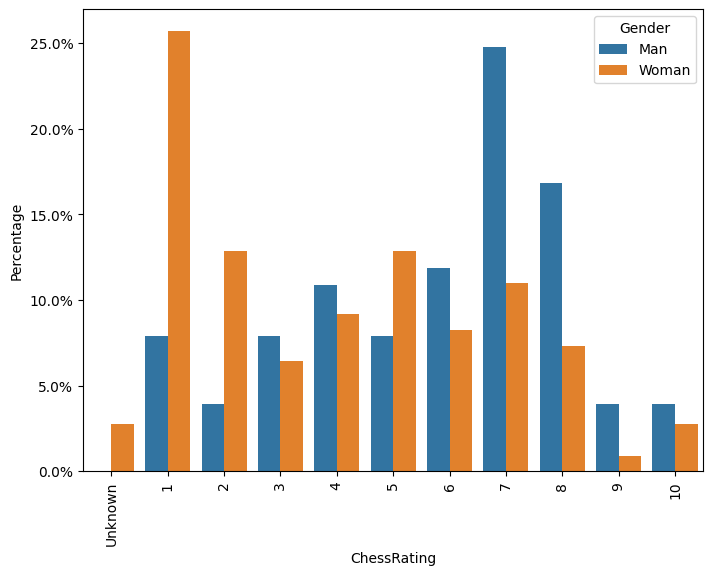 Gender
Man
Woman
25.0%
20.0%
15.0%
10.0%
5.0%
0.0%
Percentage
Unknown 1 2 3 4 5 6 7 8 9 10
ChessRating